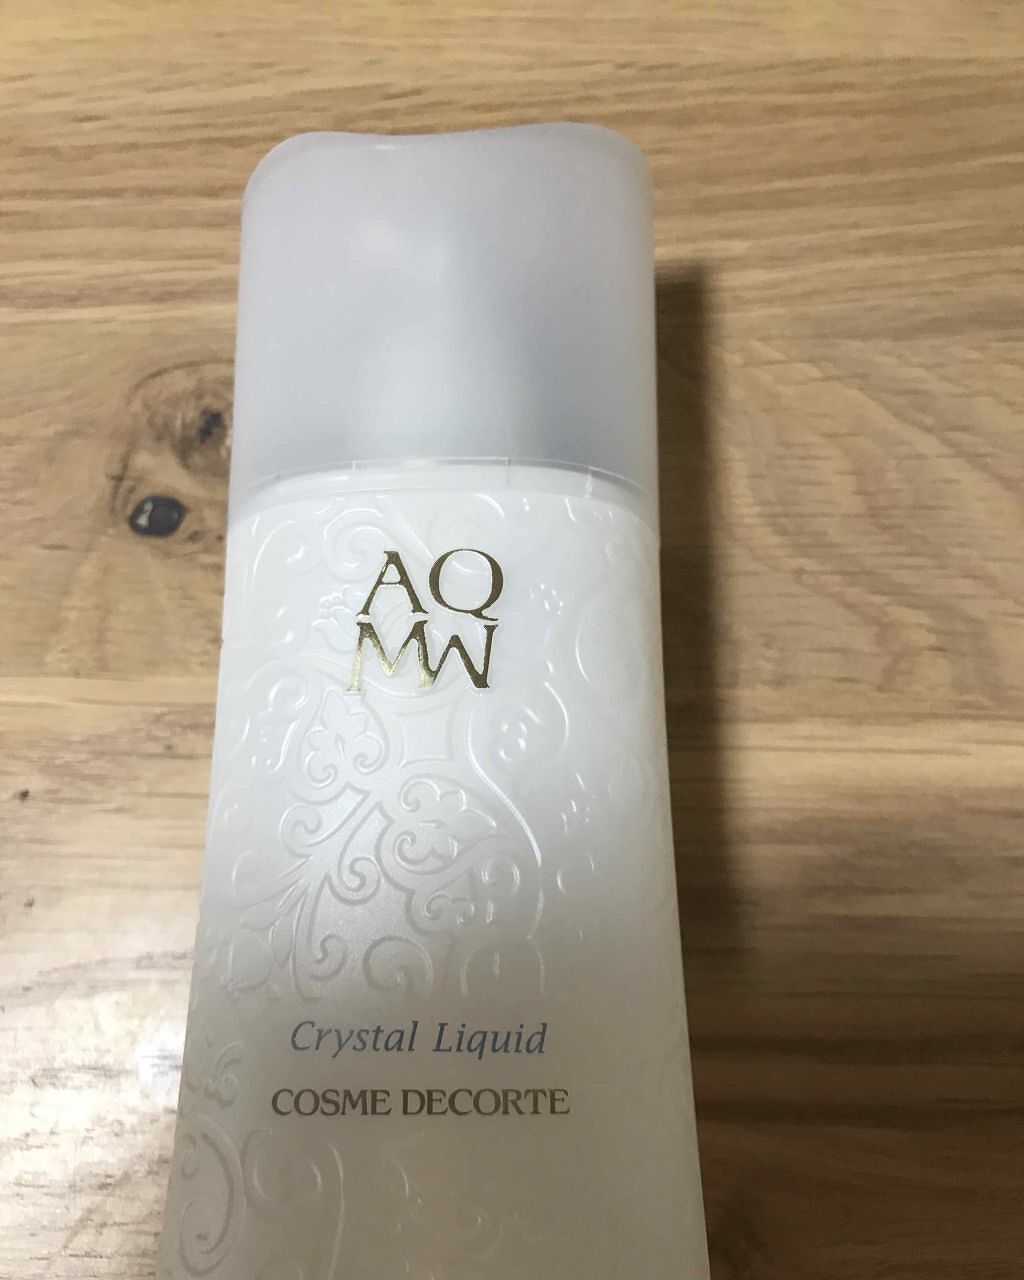 AQ
MW
Crystal Liquid
COSME DECORTE